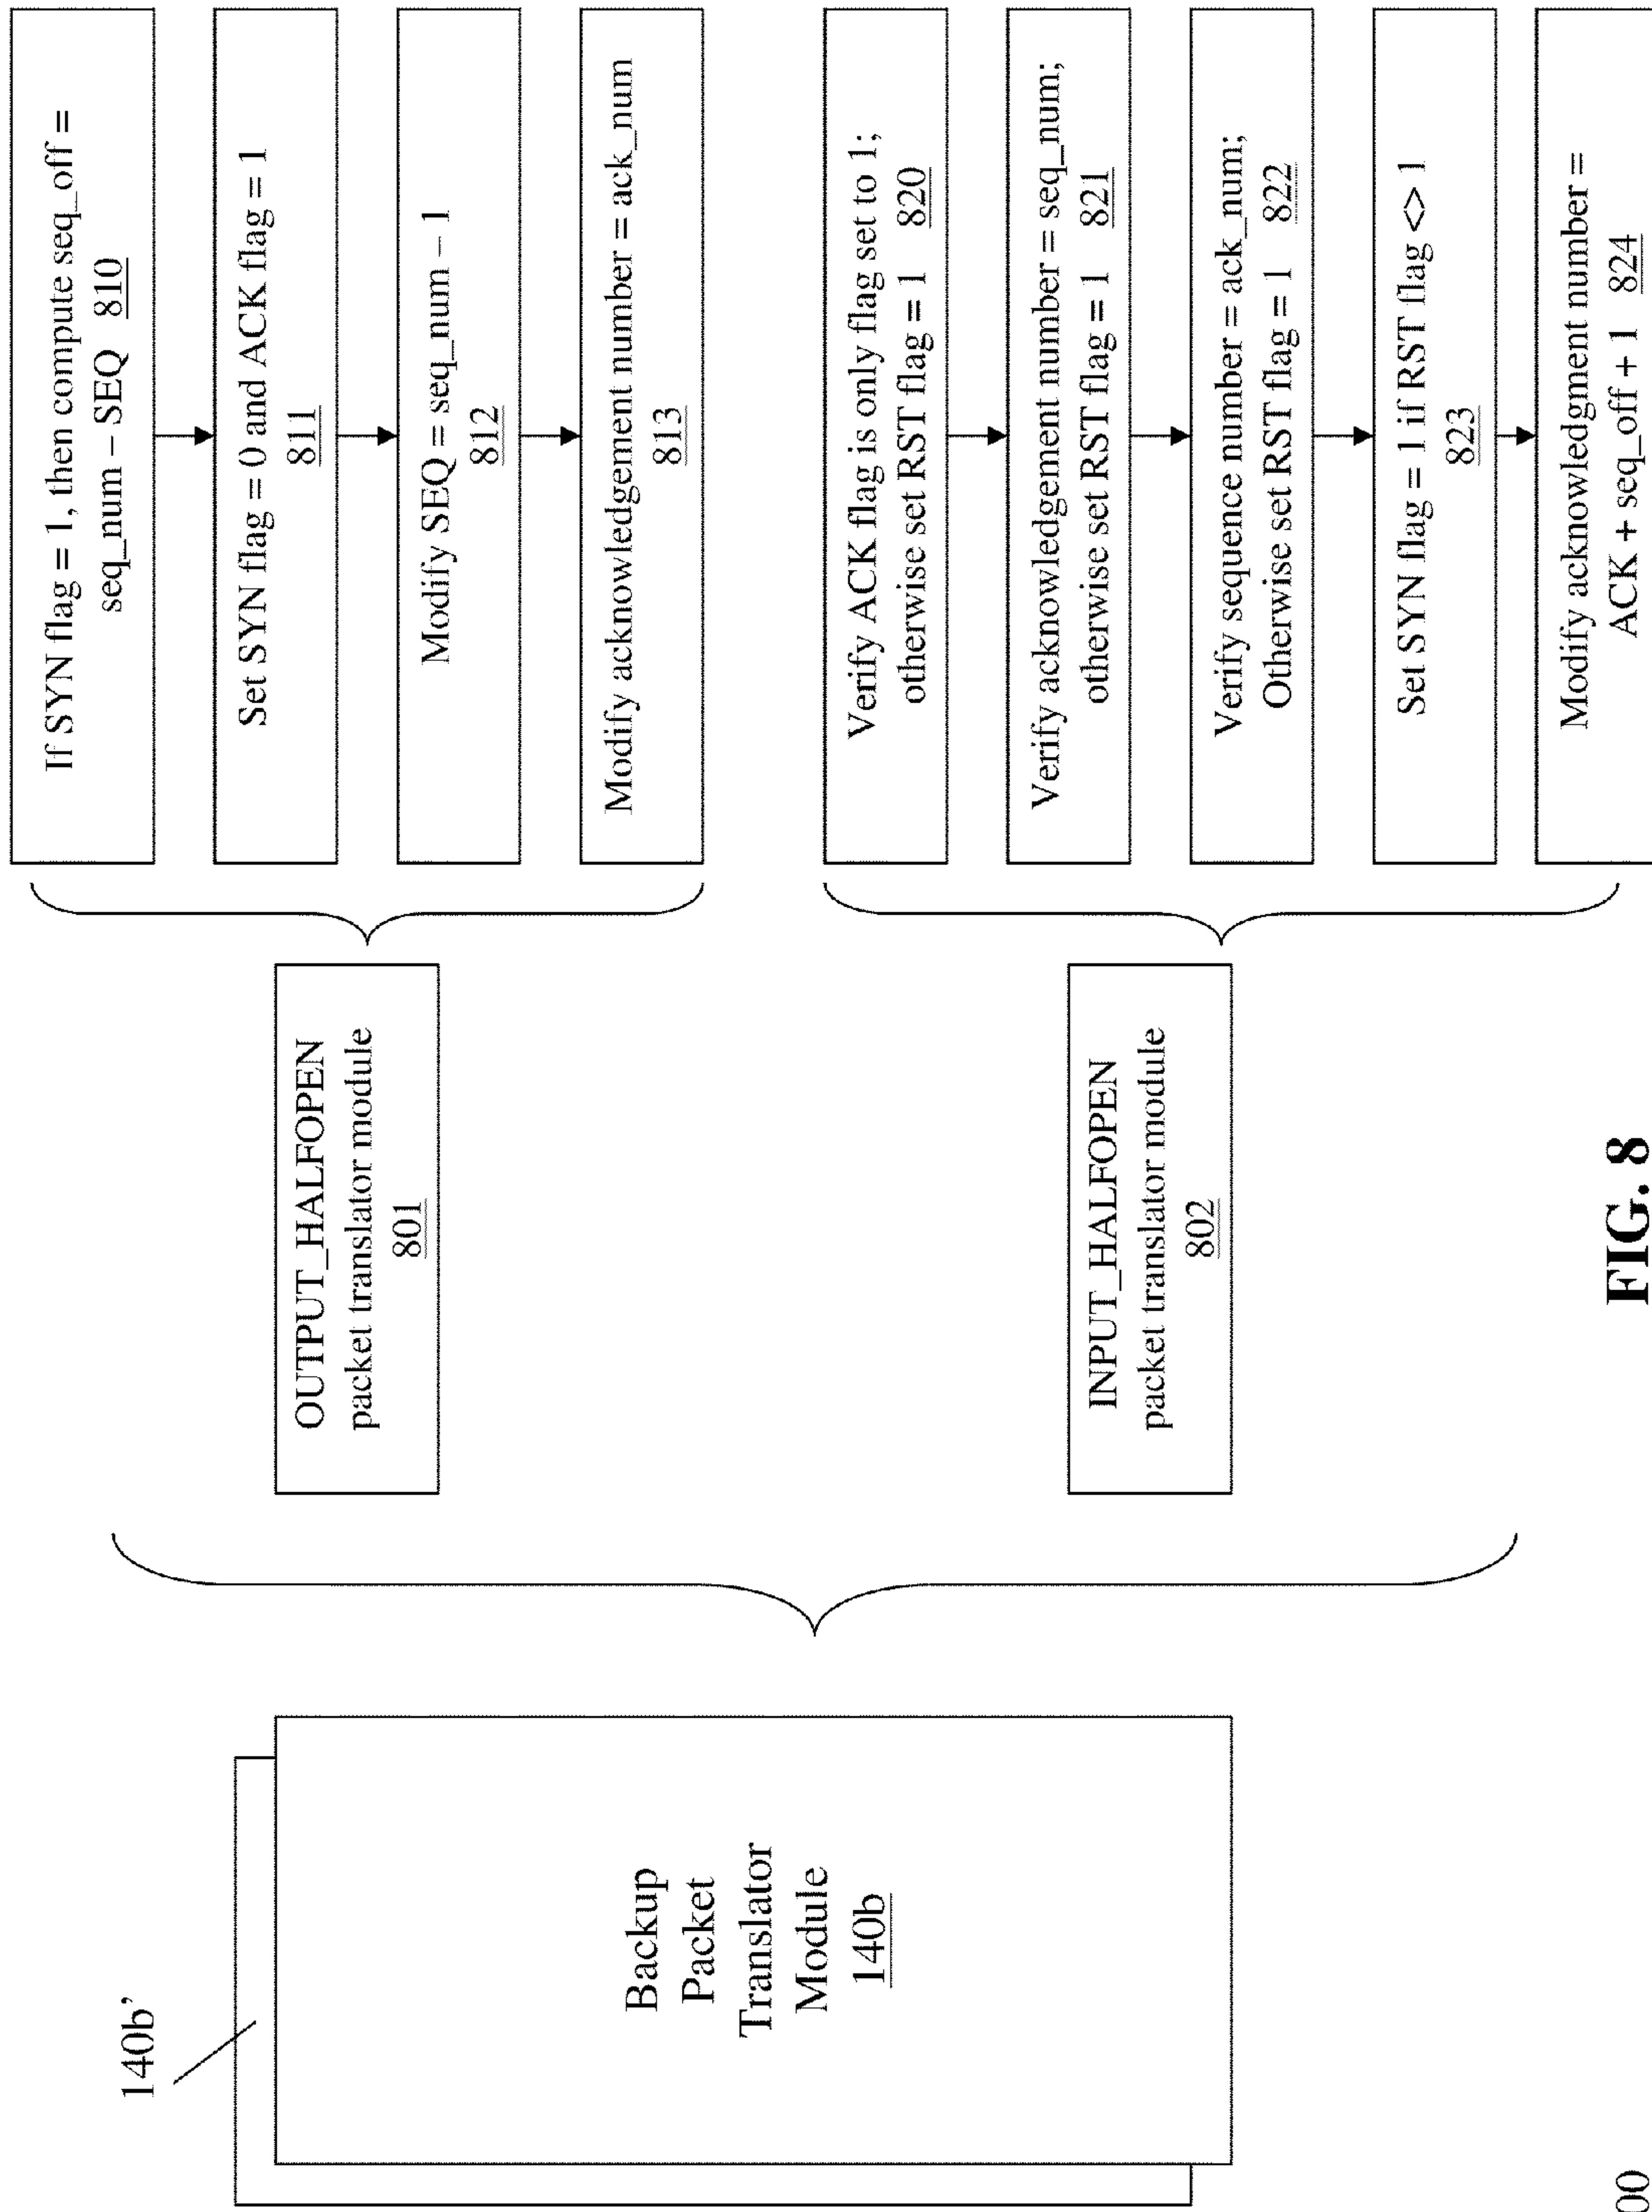 140b’
Backup
Packet
Translator
Module
140b
OUTPUT_HALFOPEN
packet translator module
801
If SYN flag = 1, then compute seq_off =
seq_num – SEQ 810
Set SYN flag = 0 and ACK flag = 1
811
Modify SEQ = seq_num – 1
812
Modify acknowledgement number = ack_num
813
INPUT_HALFOPEN
packet translator module
802
Verify ACK flag is only flag set to 1;
otherwise set RST flag = 1 820
Verify acknowledgement number = seq_num;
otherwise set RST flag = 1 821
Verify sequence number = ack_num;
Otherwise set RST flag = 1 822
Set SYN flag = 1 if RST flag <> 1
823
Modify acknowledgment number =
ACK + seq_off + 1 824
00
FIG. 8